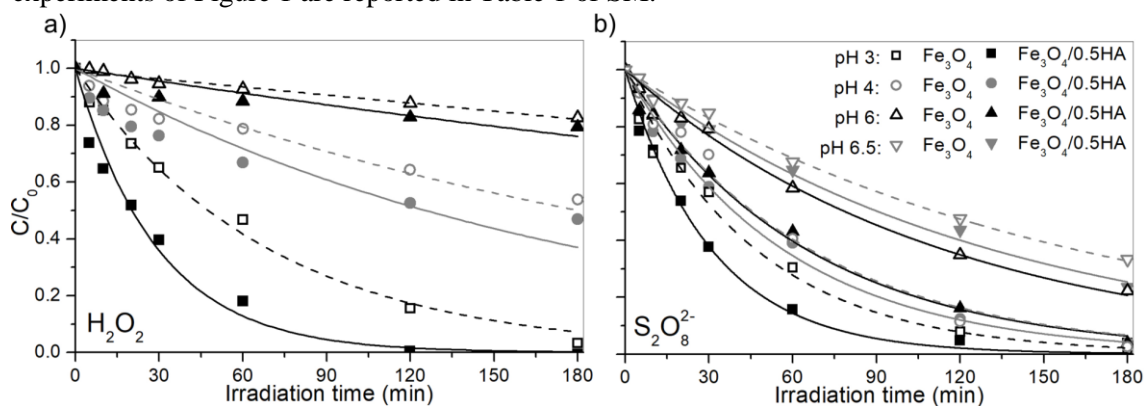 experiments of Figure 1 are reported in Table 1 of SM.
a)
b)
1.0
0.8
0.6
0.4
0.2
0.0
C/C₀
H₂O₂
S₂O₈²⁻
pH 3: Fe₃O₄ Fe₃O₄/0.5HA
pH 4: Fe₃O₄ Fe₃O₄/0.5HA
pH 6: Fe₃O₄ Fe₃O₄/0.5HA
pH 6.5: Fe₃O₄ Fe₃O₄/0.5HA
0 30 60 90 120 150 180
0 30 60 90 120 150 180
Irradiation time (min)
Irradiation time (min)